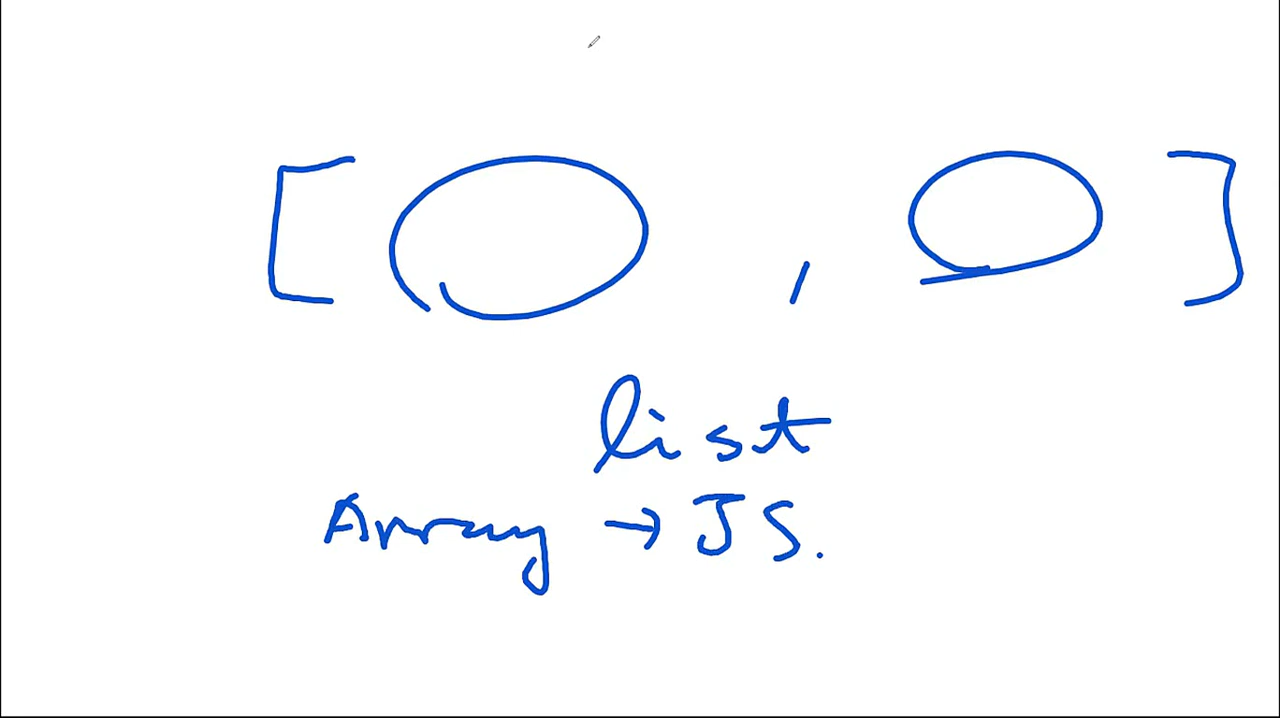 [ , ]
list
Array → JS.